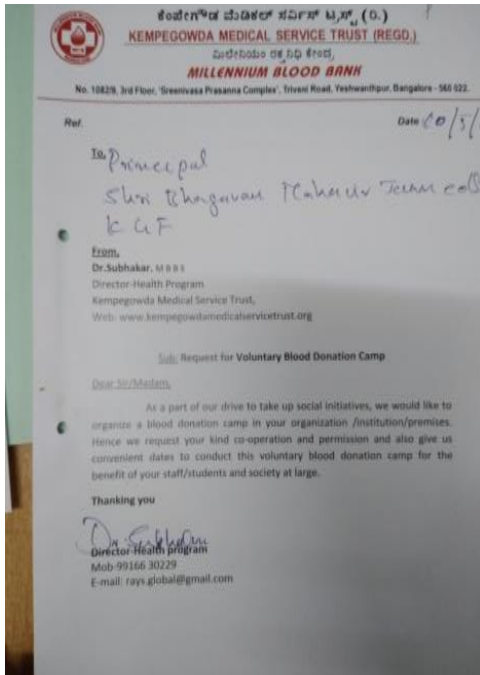 ಕೆಂಪೇಗೌಡ ಮೆಡಿಕಲ್ ಸರ್ವಿಸ್ ಟ್ರಸ್ಟ್ (ರಿ.)
KEMPEGOWDA MEDICAL SERVICE TRUST (REGD.)
ಮಿಲೇನಿಯಂ ರಕ್ತ ನಿಧಿ ಕೇಂದ್ರ
MILLENNIUM BLOOD BANK
No. 1082/9, 3rd Floor, 'Sreenivasa Prasanna Complex', Triveni Road, Yeshwanthpur, Bangalore - 560 022.
Ref. Date
To,
Principal
Shri Bhagavan Mahaveer
K G F
From,
Dr.Subhakar, M B B S
Director-Health Program
Kempegowda Medical Service Trust,
Web: www.kempegowdamedicalservicetrust.org
Sub: Request for Voluntary Blood Donation Camp
Dear Sir/Madam,
As a part of our drive to take up social initiatives, we would like to
organize a blood donation camp in your organization /institution/premises.
Hence we request your kind co-operation and permission and also give us
convenient dates to conduct this voluntary blood donation camp for the
benefit of your staff/students and society at large.
Thanking you
Director-Health program
Mob-99166 30229
E-mail: rays.global@gmail.com